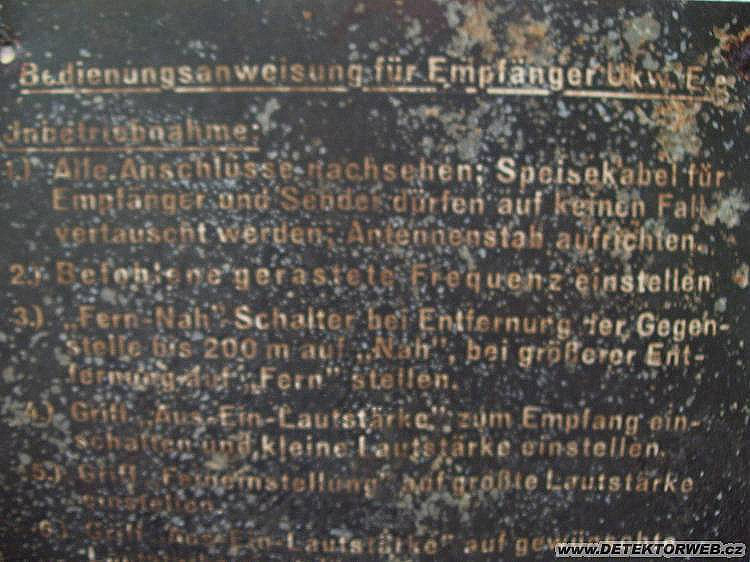 Bedienungsanweisung für Empfänger Ukw. E. e
Inbetriebnahme:
1.) Alle Anschlüsse nachsehen; Speisekabel für
Empfänger und Sender dürfen auf keinen Fall
vertauscht werden; Antennenstab aufrichten.
2.) Befohlene gerastete Frequenz einstellen
3.) „Fern-Nah" Schalter bei Entfernung der Gegen-
stelle bis 200 m auf „Nah", bei größerer Ent-
fernung auf „Fern" stellen.
4.) Griff „Aus-Ein-Lautstärke" zum Empfang ein-
schalten und kleine Lautstärke einstellen.
5.) Griff „Feineinstellung" auf größte Lautstärke
einstellen.
6.) Griff „Aus-Ein-Lautstärke" auf gewünschte
www.DETEKTORWEB.cz